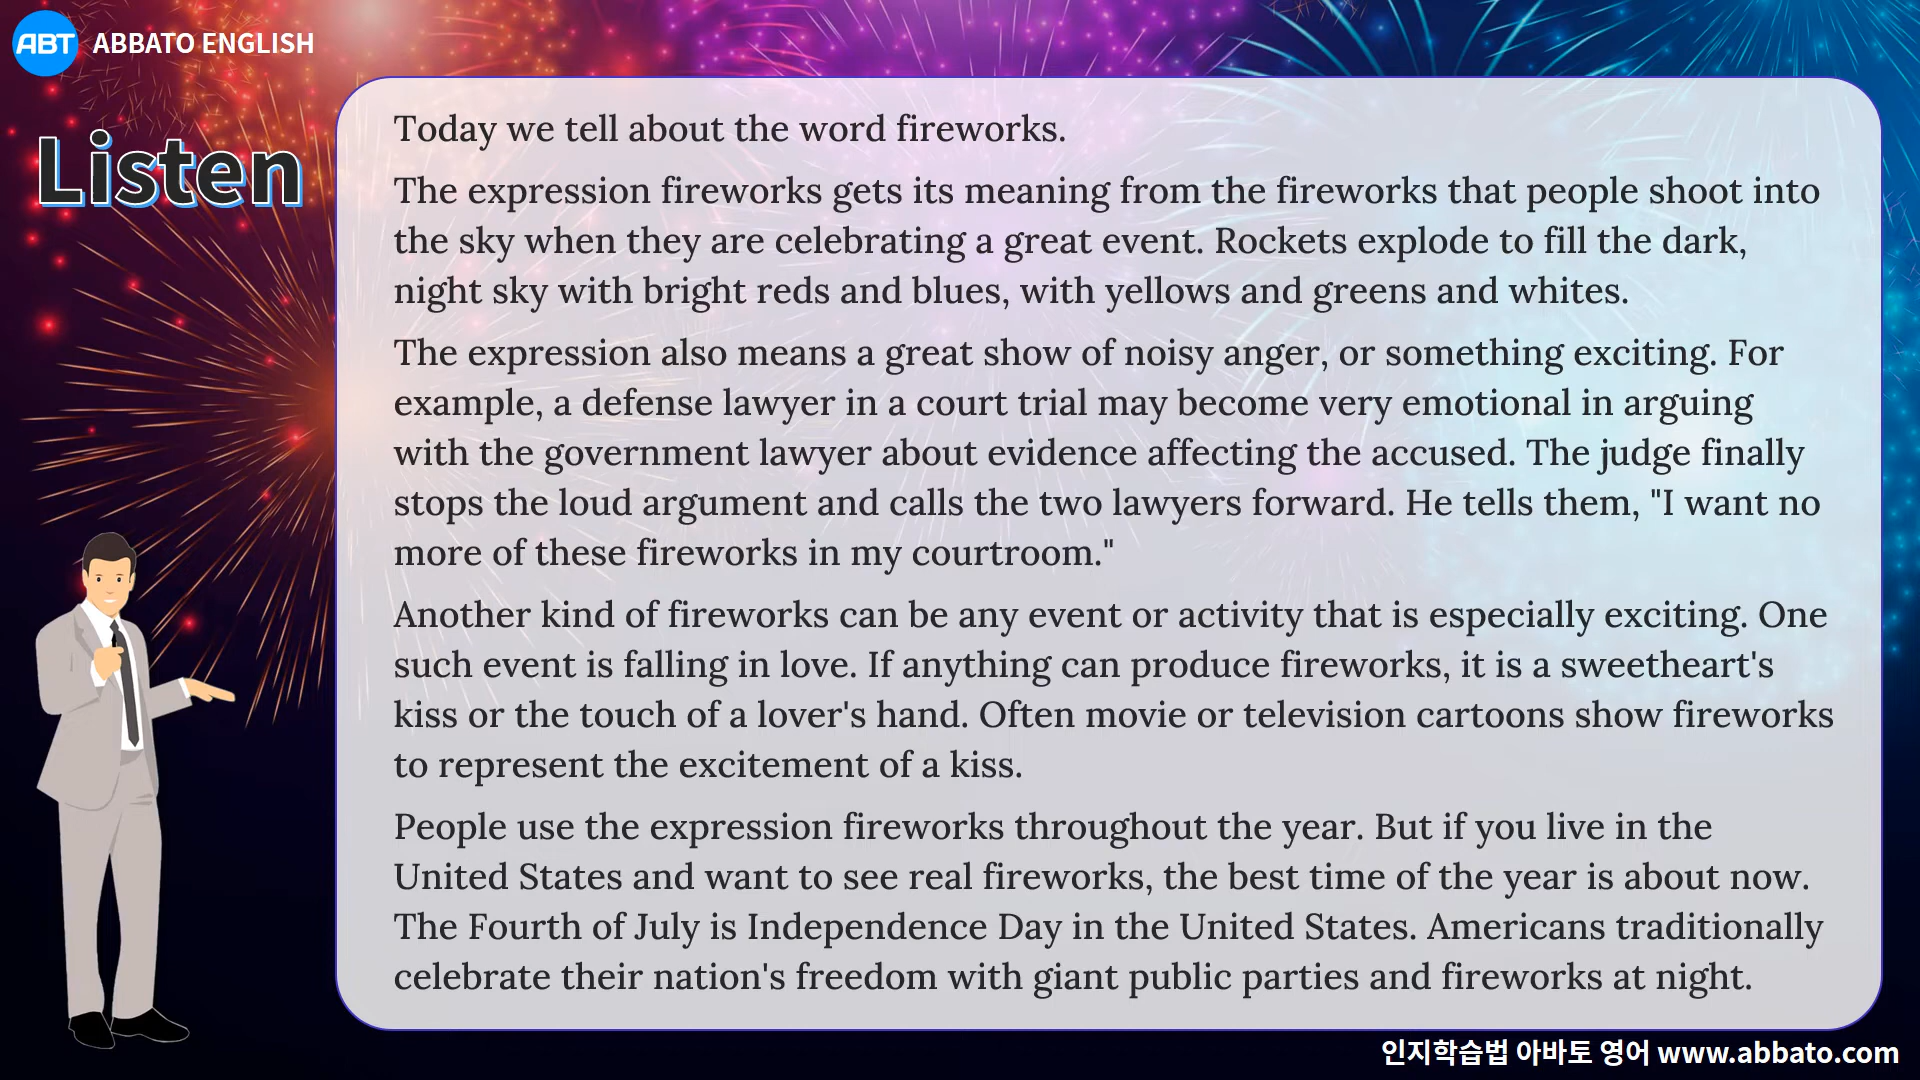 ABT ABBATO ENGLISH
Listen
Today we tell about the word fireworks.
The expression fireworks gets its meaning from the fireworks that people shoot into
the sky when they are celebrating a great event. Rockets explode to fill the dark,
night sky with bright reds and blues, with yellows and greens and whites.
The expression also means a great show of noisy anger, or something exciting. For
example, a defense lawyer in a court trial may become very emotional in arguing
with the government lawyer about evidence affecting the accused. The judge finally
stops the loud argument and calls the two lawyers forward. He tells them, "I want no
more of these fireworks in my courtroom."
Another kind of fireworks can be any event or activity that is especially exciting. One
such event is falling in love. If anything can produce fireworks, it is a sweetheart's
kiss or the touch of a lover's hand. Often movie or television cartoons show fireworks
to represent the excitement of a kiss.
People use the expression fireworks throughout the year. But if you live in the
United States and want to see real fireworks, the best time of the year is about now.
The Fourth of July is Independence Day in the United States. Americans traditionally
celebrate their nation's freedom with giant public parties and fireworks at night.
인지학습법 아바토 영어 www.abbato.com